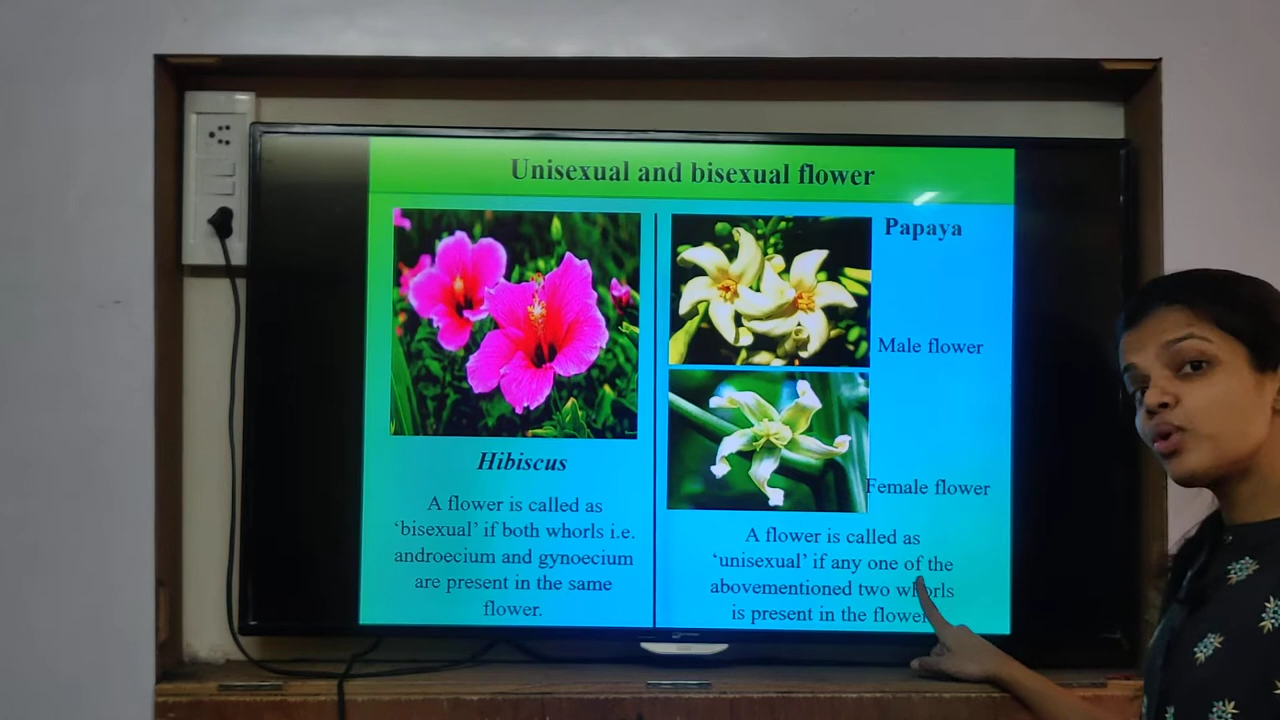 Unisexual and bisexual flower
Hibiscus
A flower is called as
‘bisexual’ if both whorls i.e.
androecium and gynoecium
are present in the same
flower.
Papaya
Male flower
Female flower
A flower is called as
‘unisexual’ if any one of the
abovementioned two whorls
is present in the flower